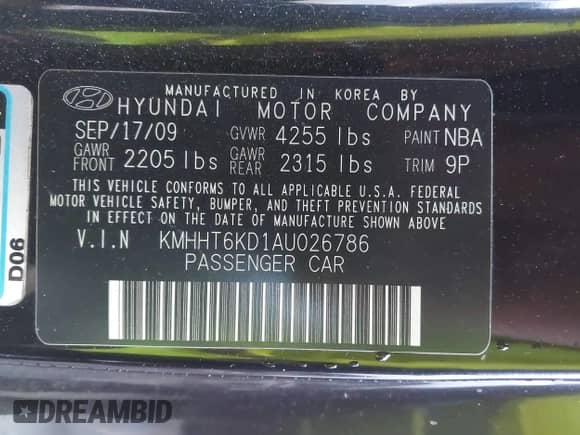 MANUFACTURED IN KOREA BY
HYUNDAI MOTOR COMPANY
SEP/17/09 GVWR 4255 lbs PAINT NBA
GAWR FRONT 2205 lbs GAWR REAR 2315 lbs TRIM 9P
THIS VEHICLE CONFORMS TO ALL APPLICABLE U.S.A. FEDERAL
MOTOR VEHICLE SAFETY, BUMPER, AND THEFT PREVENTION STANDARDS
IN EFFECT ON THE DATE OF MANUFACTURE SHOWN ABOVE.
V.I.N KMHHT6KD1AU026786
PASSENGER CAR
D06
DREAMBID